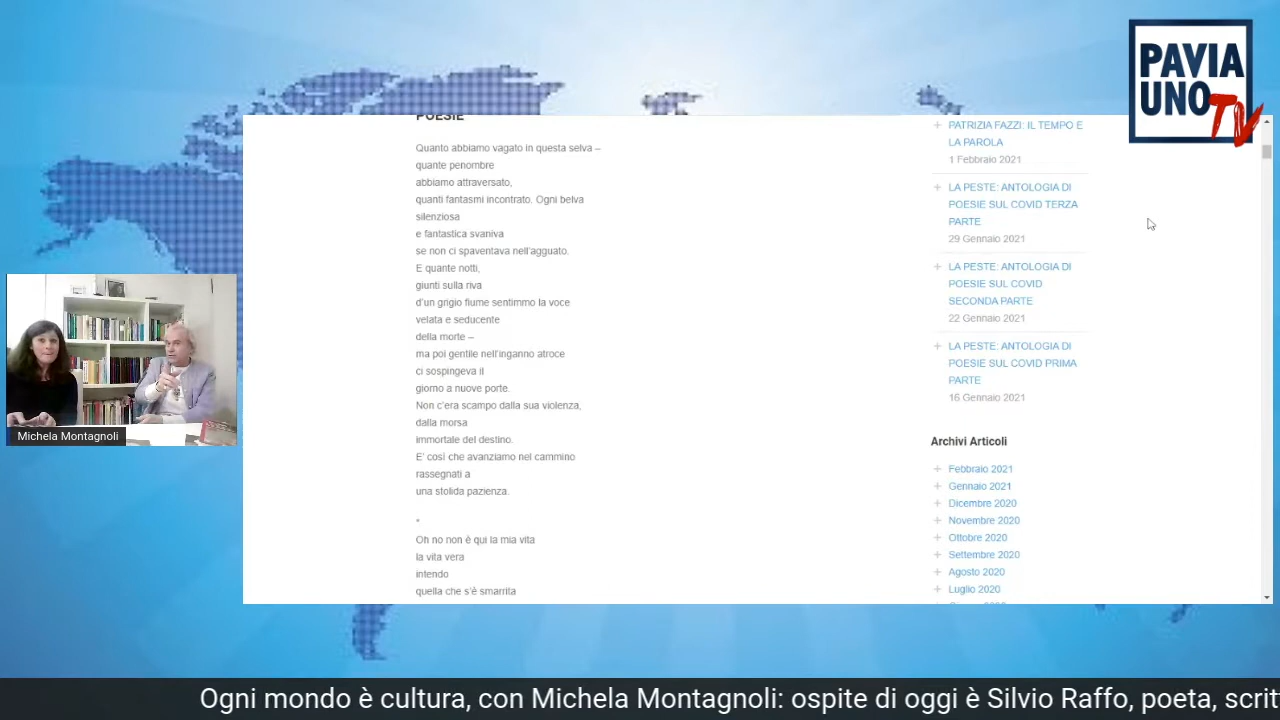 PAVIA
UNO TV
POESIE
Quanto abbiamo vagato in questa selva –
quante penombre
abbiamo attraversato,
quanti fantasmi incontrato. Ogni belva
silenziosa
e fantastica svaniva
se non ci spaventava nell’agguato.
E quante notti,
giunti sulla riva
d’un grigio fiume sentimmo la voce
velata e seducente
della morte –
ma poi gentile nell’inganno atroce
ci sospingeva il
giorno a nuove porte.
Non c’era scampo dalla sua violenza,
dalla morsa
immortale del destino.
E’ così che avanziamo nel cammino
rassegnati a
una stolida pazienza.
*
Oh no non è qui la mia vita
la vita vera
intendo
quella che s’è smarrita
PATRIZIA FAZZI: IL TEMPO E
LA PAROLA
1 Febbraio 2021
LA PESTE: ANTOLOGIA DI
POESIE SUL COVID TERZA
PARTE
29 Gennaio 2021
LA PESTE: ANTOLOGIA DI
POESIE SUL COVID
SECONDA PARTE
22 Gennaio 2021
LA PESTE: ANTOLOGIA DI
POESIE SUL COVID PRIMA
PARTE
16 Gennaio 2021
Archivi Articoli
Febbraio 2021
Gennaio 2021
Dicembre 2020
Novembre 2020
Ottobre 2020
Settembre 2020
Agosto 2020
Luglio 2020
Michela Montagnoli
Ogni mondo è cultura, con Michela Montagnoli: ospite di oggi è Silvio Raffo, poeta, scrit